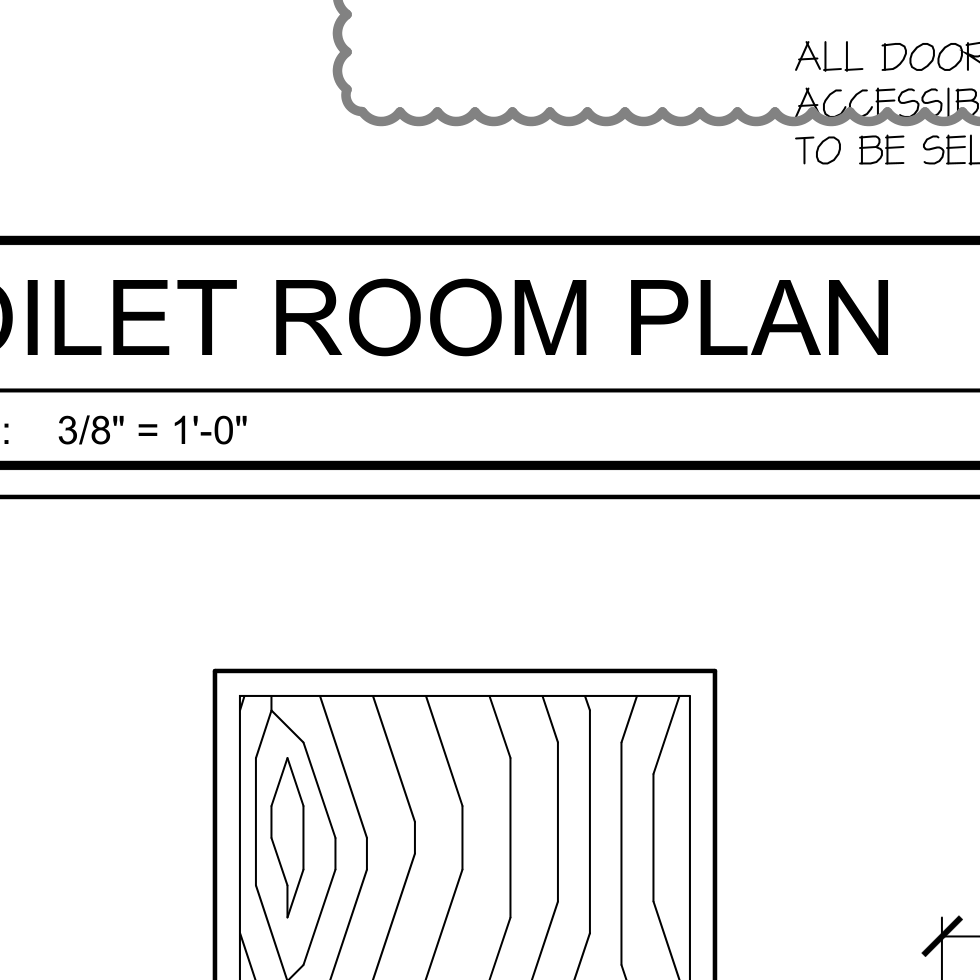 ALL DOOR
ACCESSIB
TO BE SEL
OILET ROOM PLAN
: 3/8" = 1'-0"